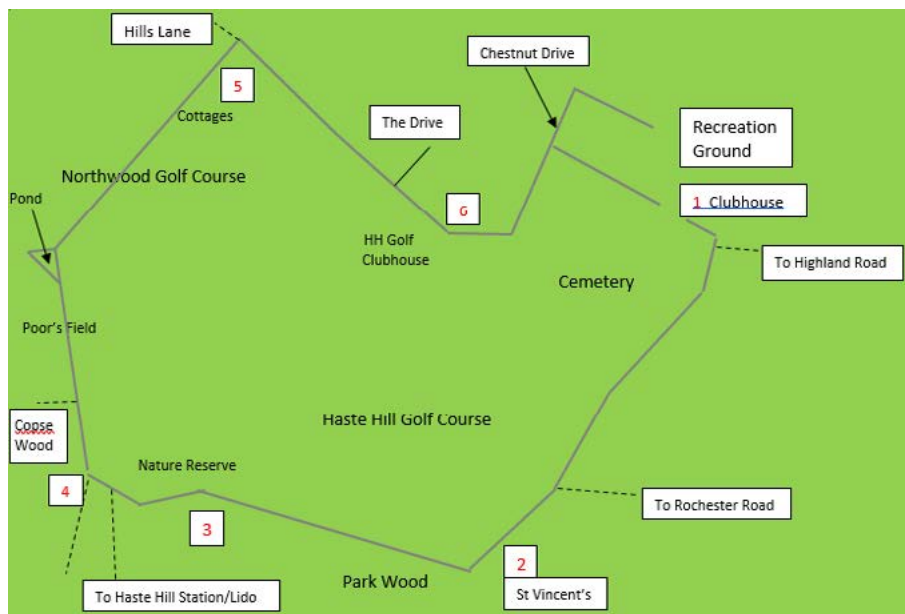 Hills Lane
Chestnut Drive
5
Cottages
The Drive
Recreation
Ground
Northwood Golf Course
Pond
1 Clubhouse
6
HH Golf
Clubhouse
To Highland Road
Cemetery
Poor's Field
Haste Hill Golf Course
Copse
Wood
Nature Reserve
4
3
To Rochester Road
2
Park Wood
St Vincent's
To Haste Hill Station/Lido